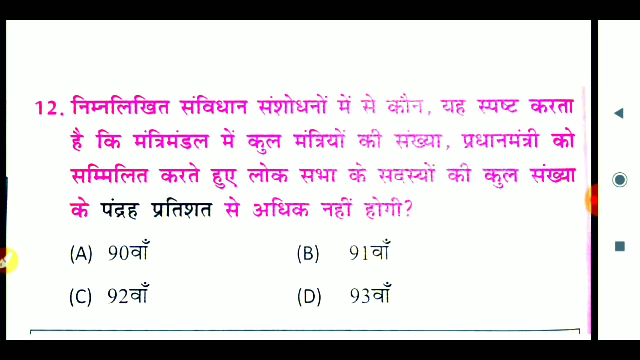 12. निम्नलिखित संविधान संशोधनों में से कौन, यह स्पष्ट करता
है कि मंत्रिमंडल में कुल मंत्रियों की संख्या, प्रधानमंत्री को
सम्मिलित करते हुए लोक सभा के सदस्यों की कुल संख्या
के पंद्रह प्रतिशत से अधिक नहीं होगी?
(A) 90वाँ (B) 91वाँ
(C) 92वाँ (D) 93वाँ